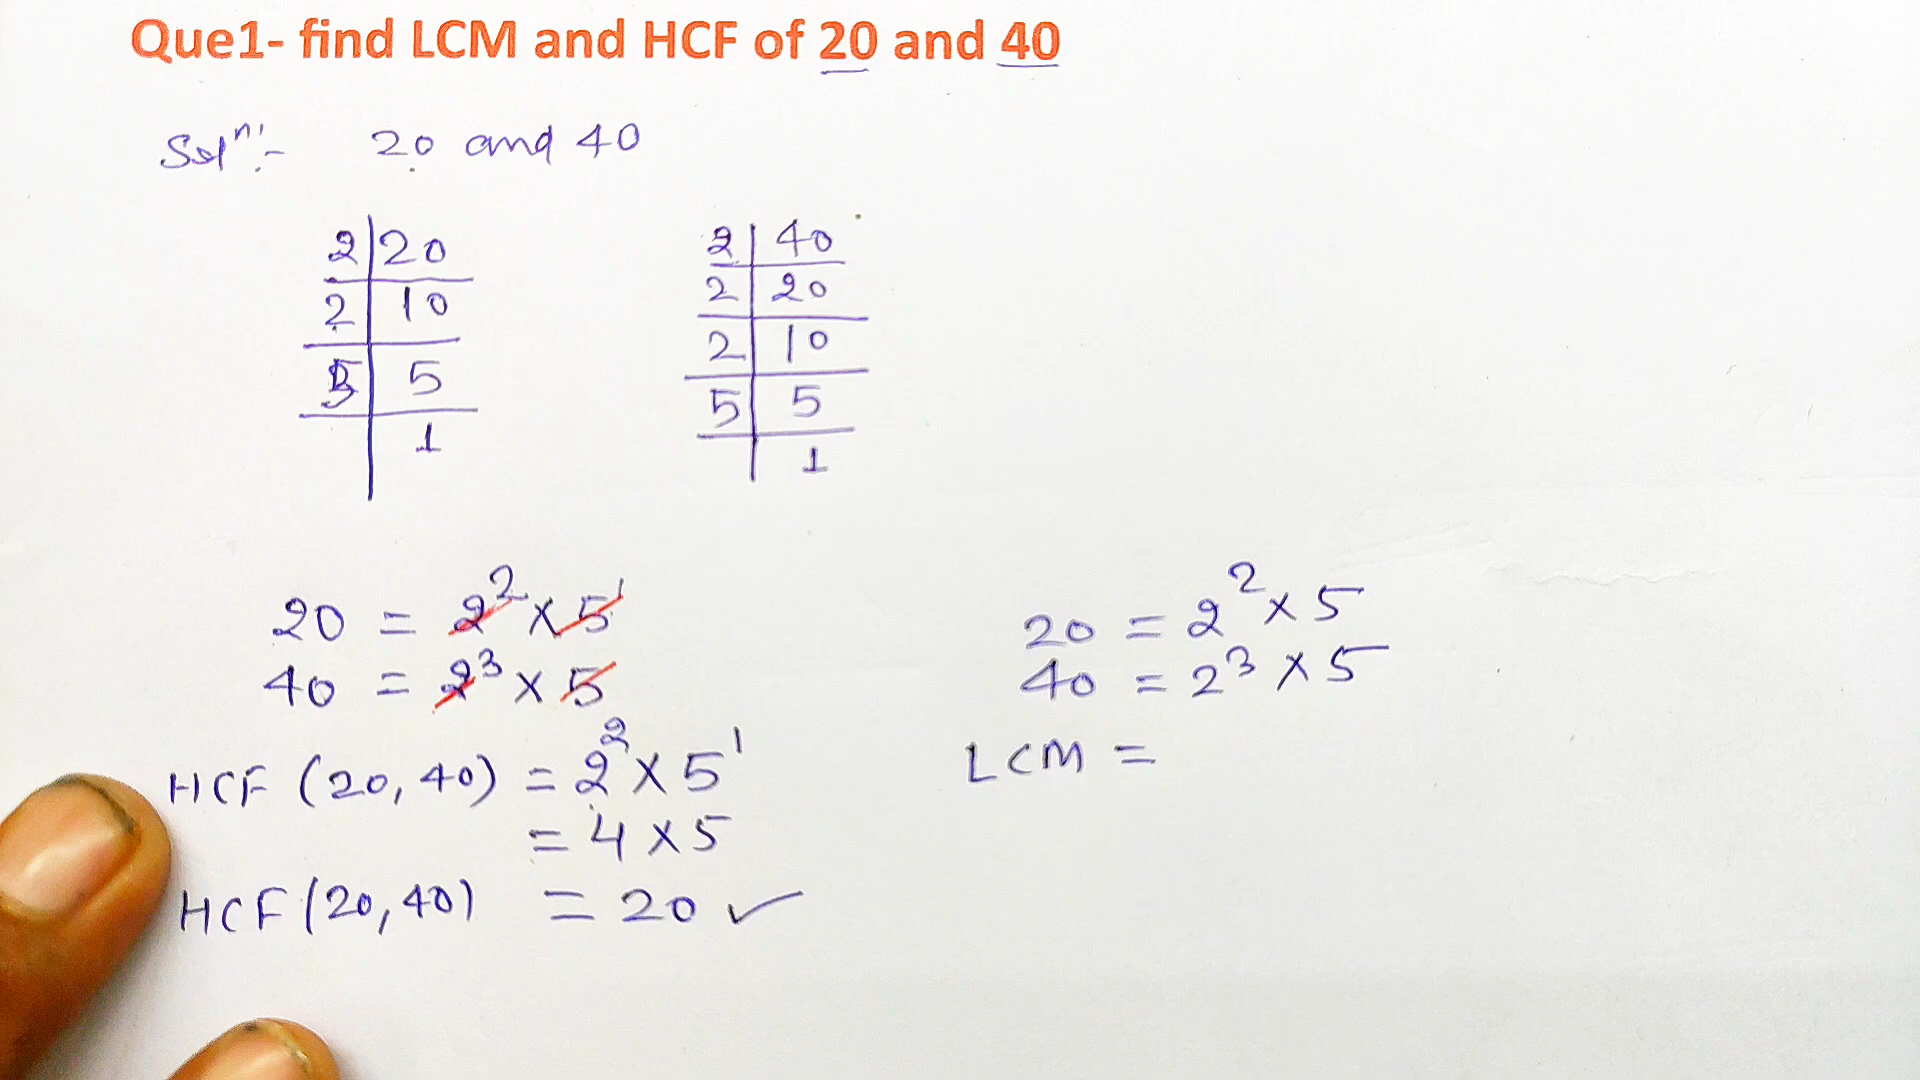 Que1- find LCM and HCF of 20 and 40
Solⁿ:- 20 and 40
2 | 20
2 | 10
5 | 5
1
2 | 40
2 | 20
2 | 10
5 | 5
1
20 = 2² × 5¹
40 = 2³ × 5
HCF (20, 40) = 2² × 5¹
= 4 × 5
HCF (20, 40) = 20 ✓
20 = 2² × 5
40 = 2³ × 5
LCM =